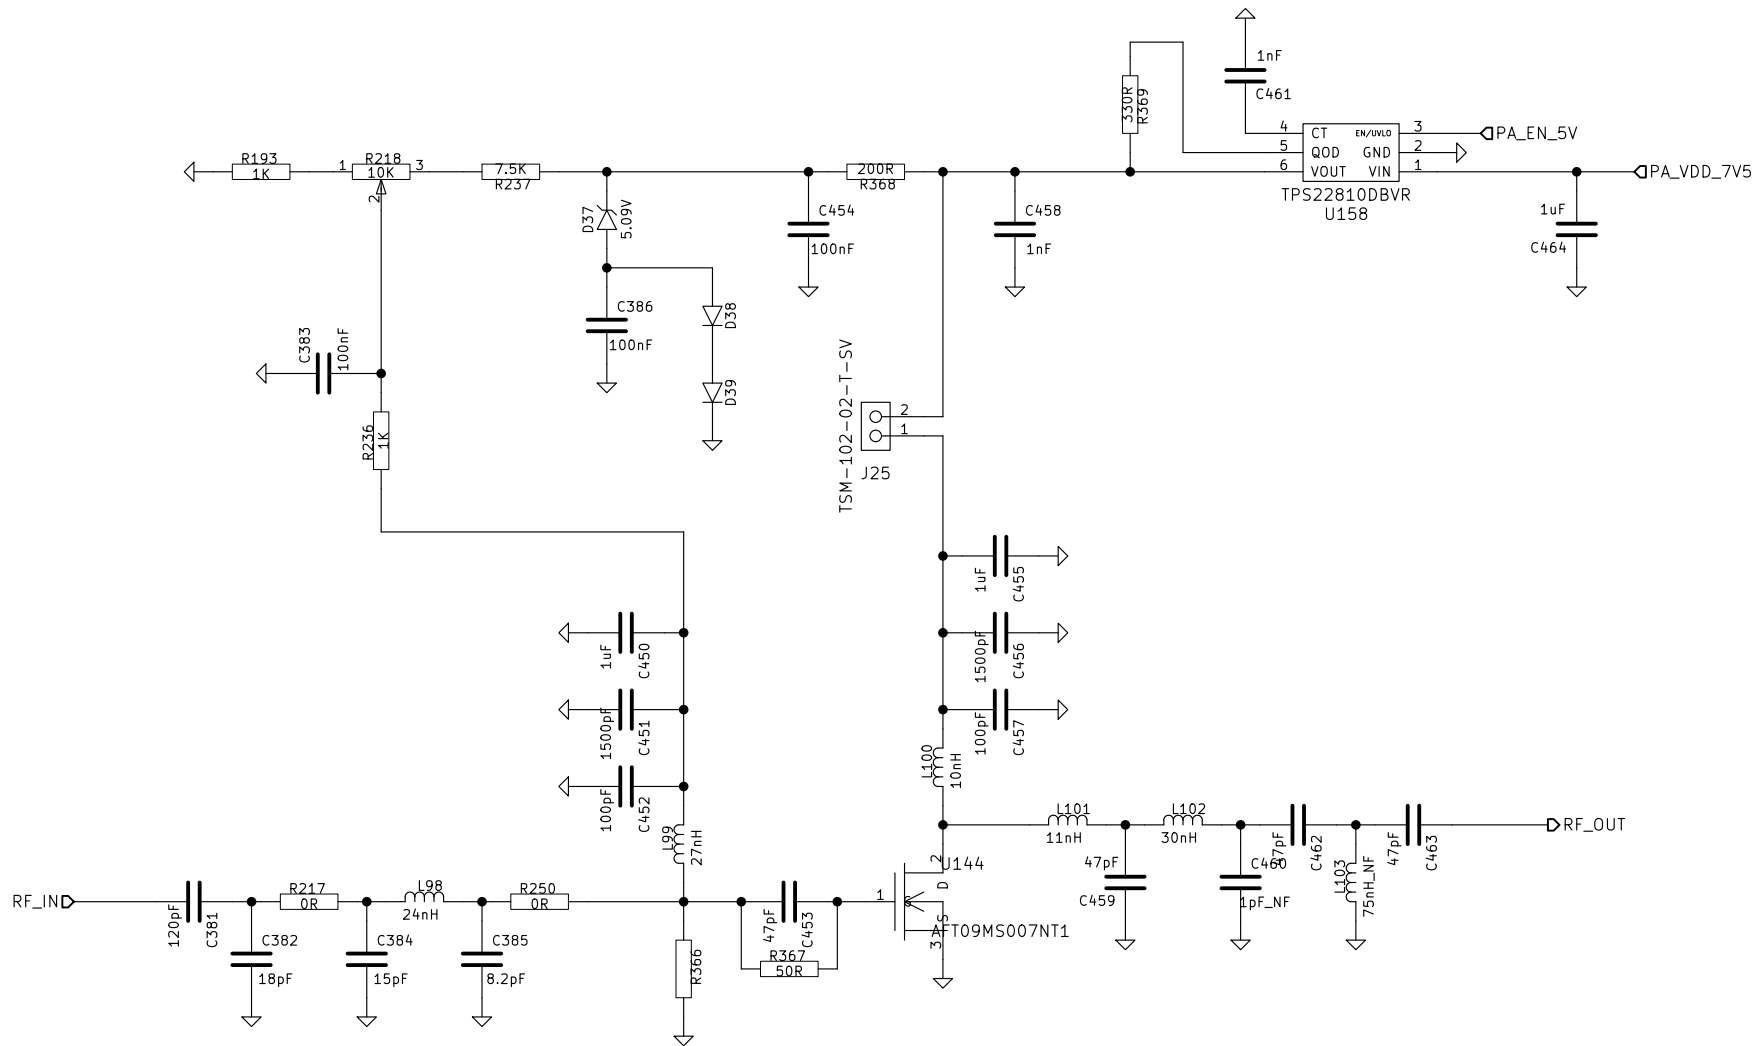 1nF
C461
330R
R369
4 CT EN/UVLO 3 PA_EN_5V
5 QOD GND 2
6 VOUT VIN 1 PA_VDD_7V5
TPS22810DBVR
U158
R193
1K
1 R218 3
10K
2
7.5K
R237
200R
R368
D37
5.09V
C454
100nF
C458
1nF
1uF
C464
C386
100nF
D38
D39
C383
100nF
R236
1K
TSM-102-02-T-SV
2
1
J25
1uF
C455
1uF
C450
1500pF
C456
1500pF
C451
100pF
C457
100pF
C452
L100
10nH
L99
27nH
L101
11nH
L102
30nH
47pF
C462
47pF
C463
RF_OUT
47pF
C459
C460
1pF_NF
L103
75nH_NF
2
U144
D
1
S
3
AFT09MS007NT1
RF_IN
120pF
C381
R217
0R
L98
24nH
R250
0R
C382
18pF
C384
15pF
C385
8.2pF
R366
47pF
C453
R367
50R